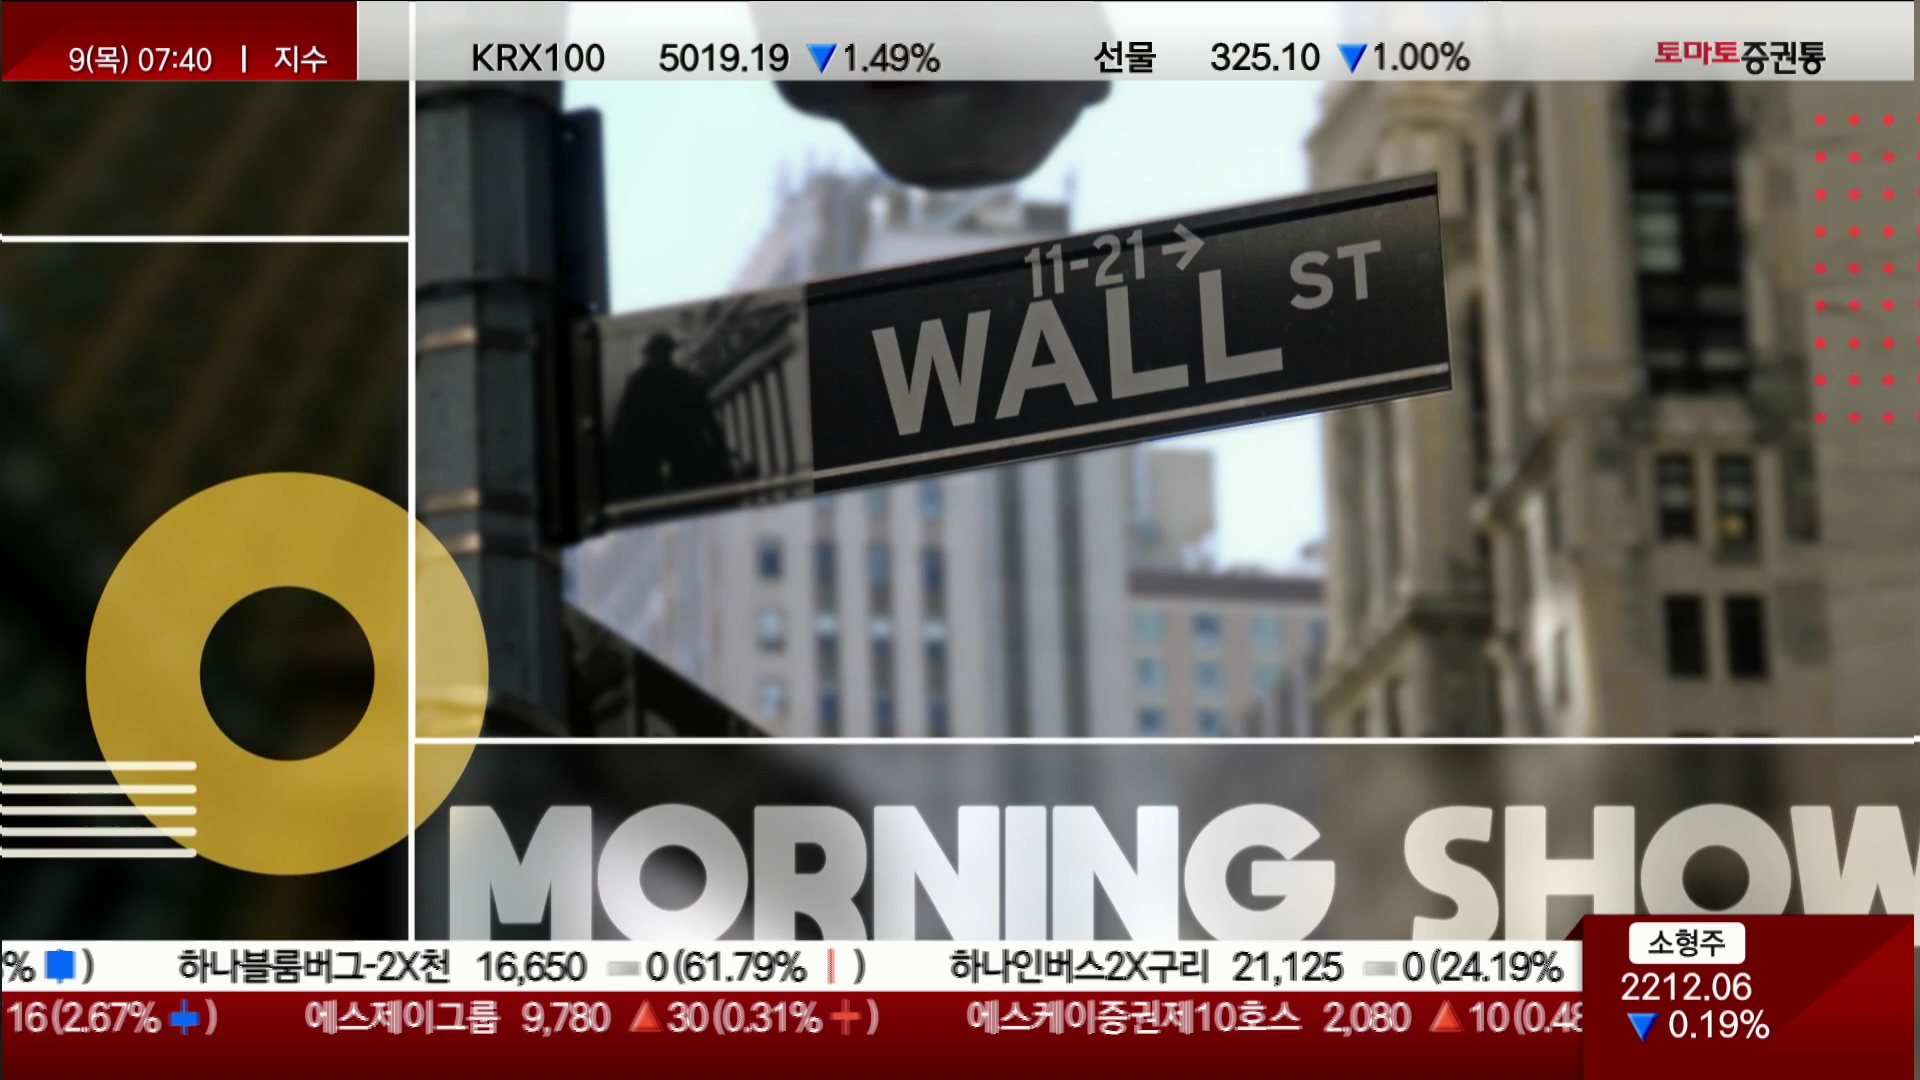 9(목) 07:40 | 지수
KRX100 5019.19 ▼1.49% 선물 325.10 ▼1.00%
토마토증권통
11-21→
WALL ST
MORNING SHOW
% ) 하나블룸버그-2X천 16,650 0(61.79% ) 하나인버스2X구리 21,125 0(24.19%
16(2.67% ) 에스제이그룹 9,780 ▲30(0.31% ) 에스케이증권제10호스 2,080 ▲10(0.48
소형주
2212.06
▼0.19%